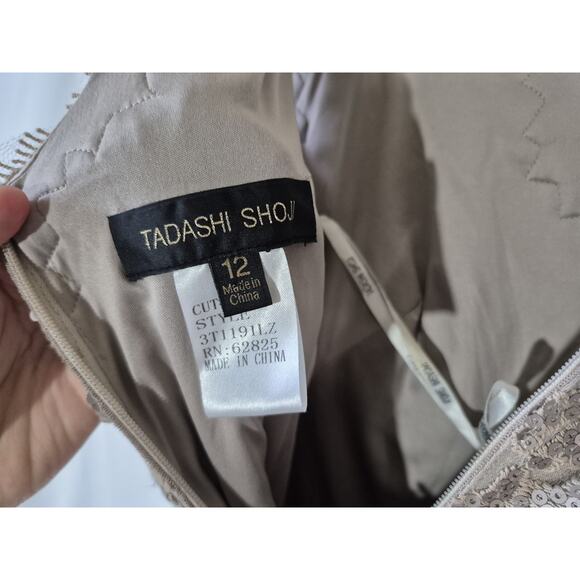 TADASHI SHOJI
12
Made in
China
CUT
STYLE
3T1191LZ
RN:62825
MADE IN CHINA